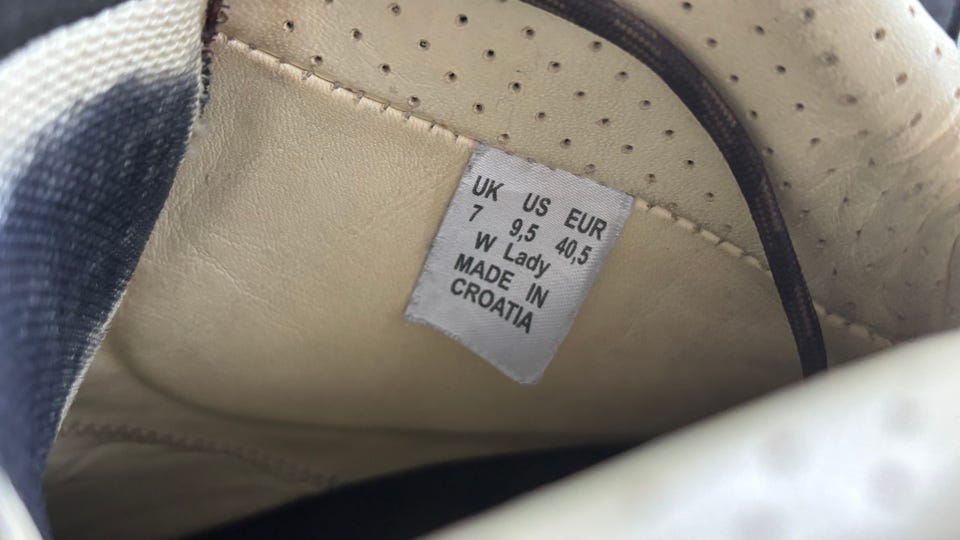 UK US EUR
7 9,5 40,5
W Lady
MADE IN
CROATIA